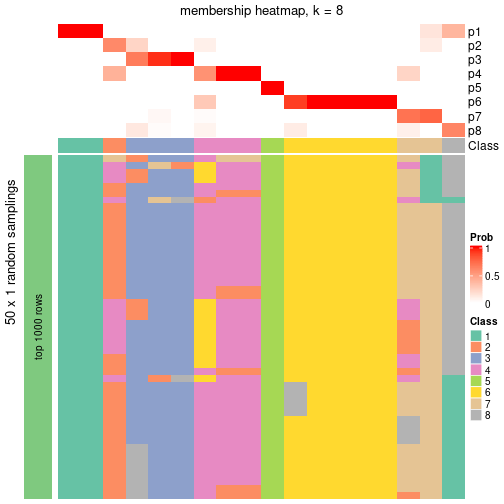 membership heatmap, k = 8
p1
p2
p3
p4
p5
p6
p7
p8
Class
50 x 1 random samplings
top 1000 rows
Prob
1
0.5
0
Class
1
2
3
4
5
6
7
8